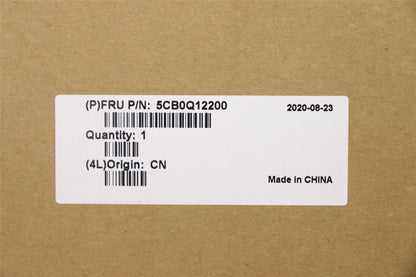 (P)FRU P/N: 5CB0Q12200
2020-08-23
Quantity: 1
(4L)Origin: CN
Made In CHINA